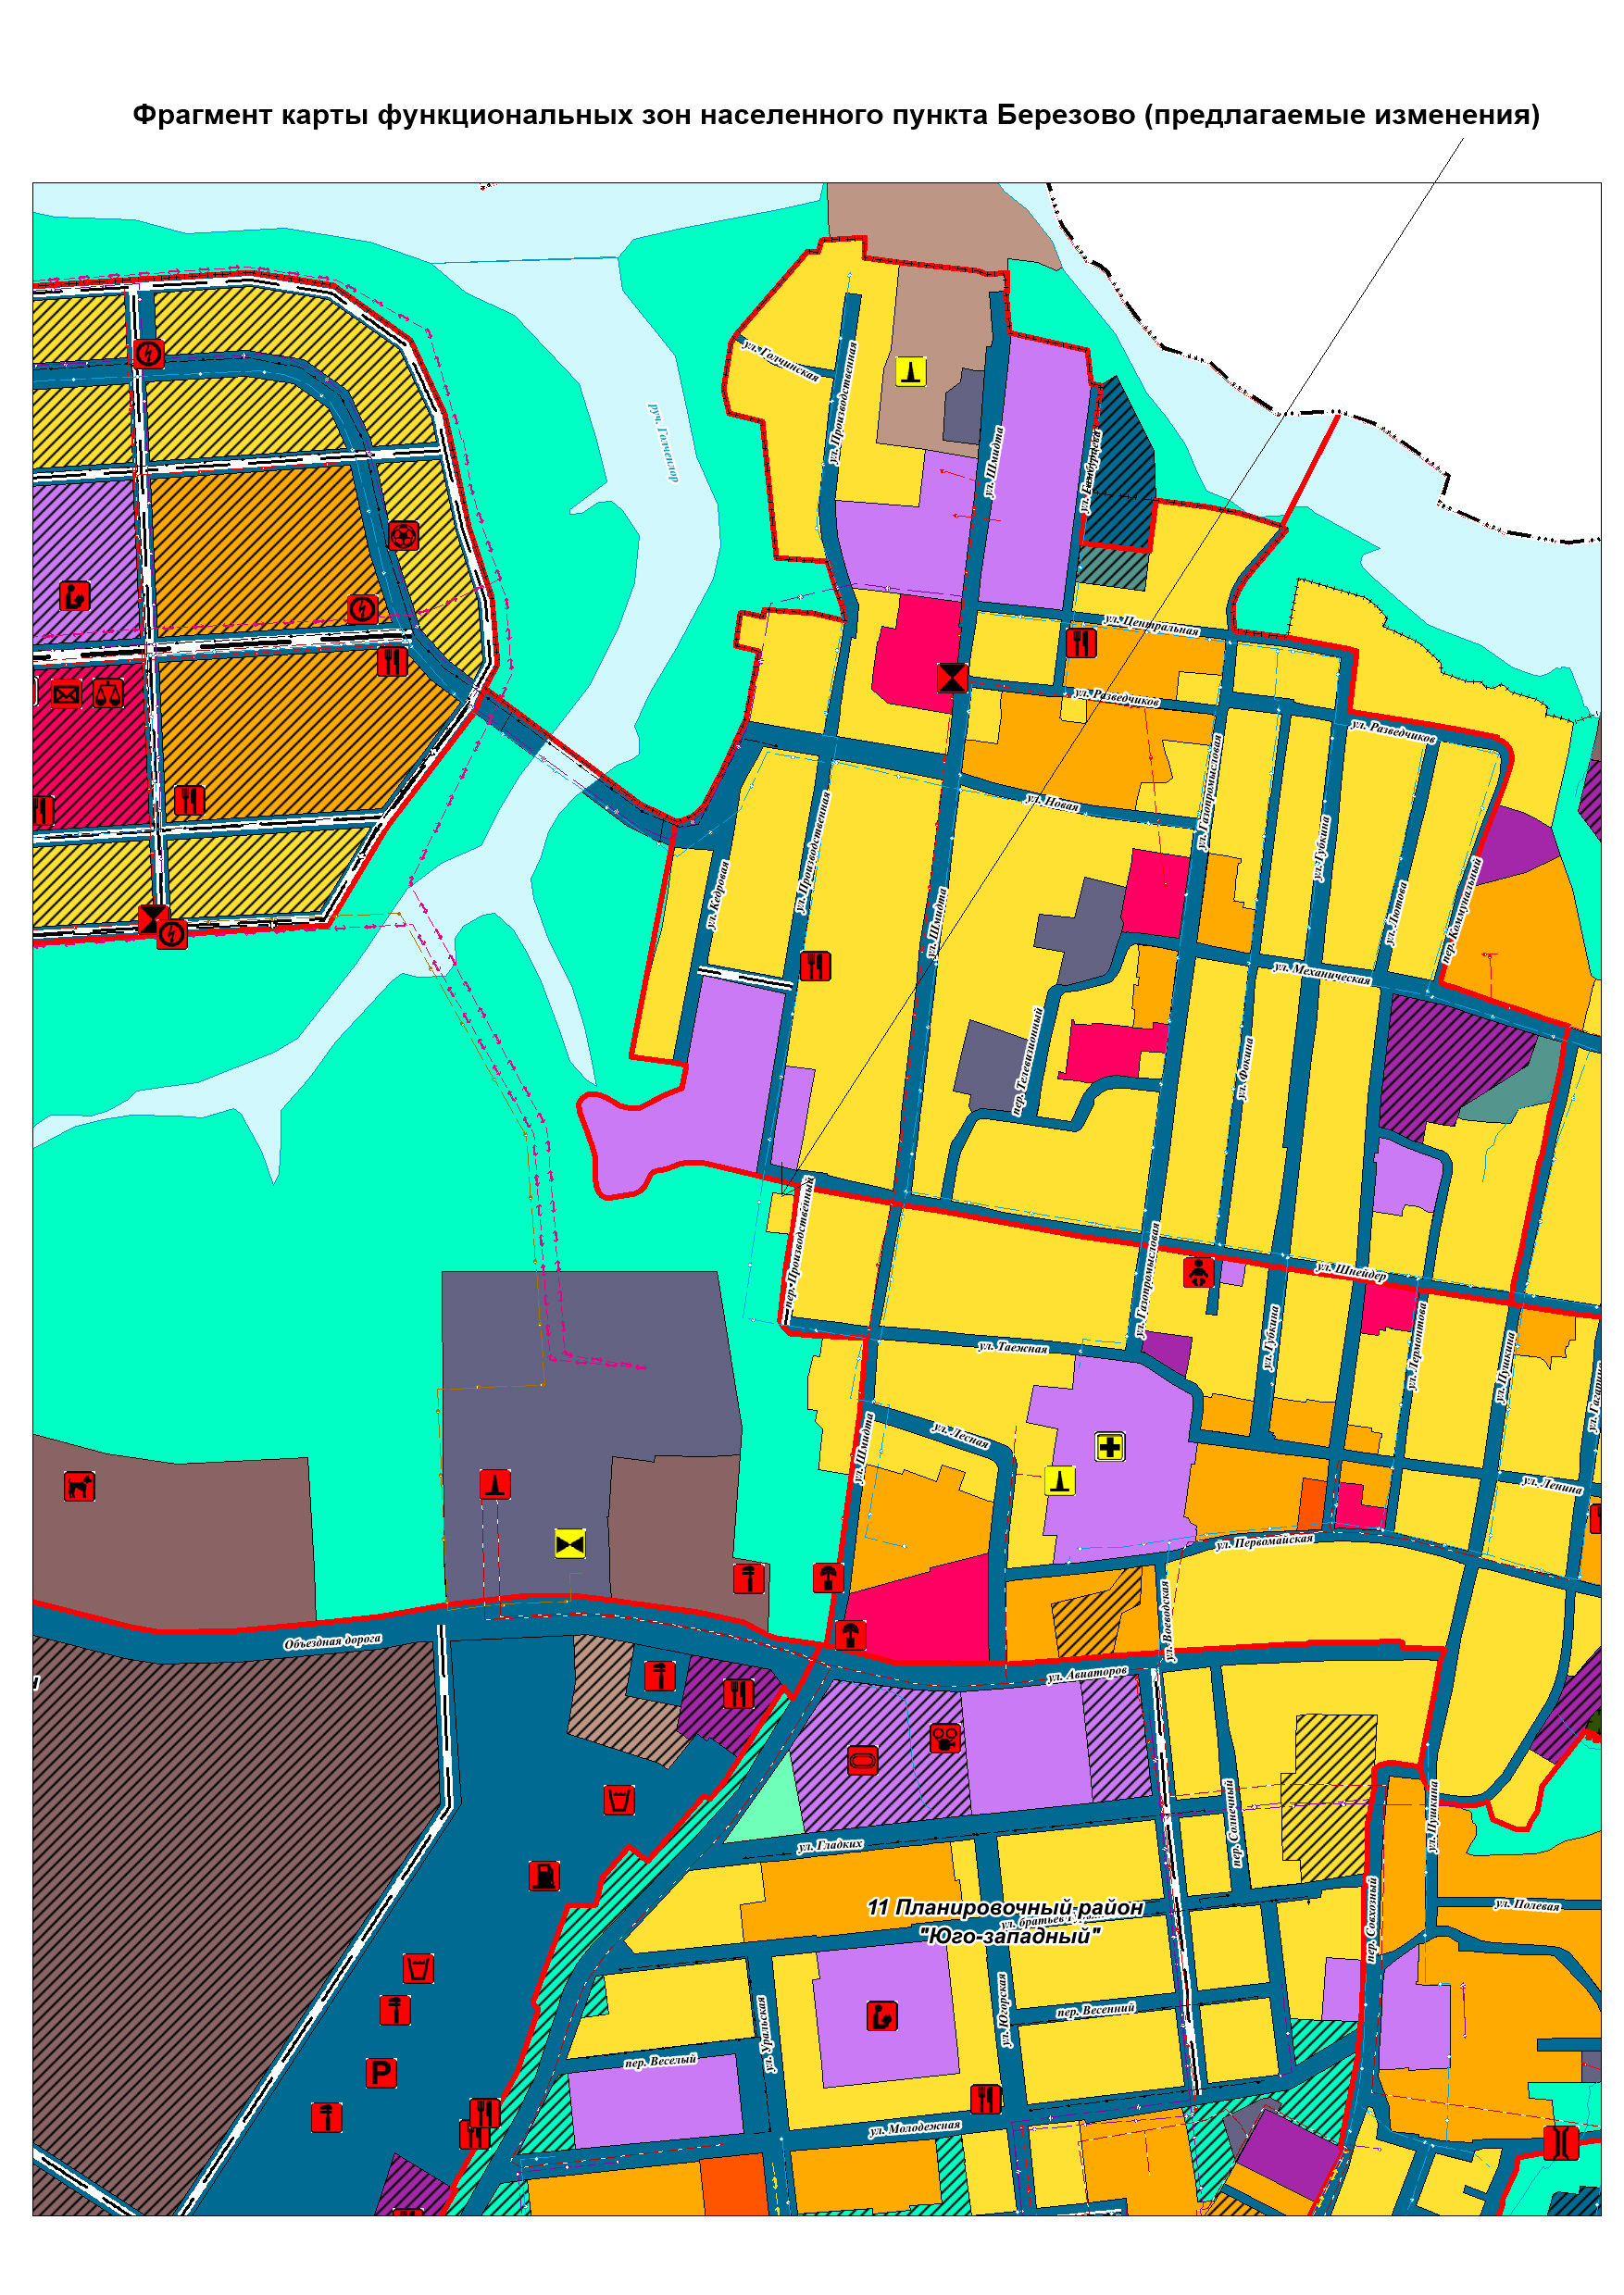 Фрагмент карты функциональных зон населенного пункта Березово (предлагаемые изменения)
ул. Голчинская
ул. Производственная
ул. Шмидта
руч. Голченлор
ул. Центральная
ул. Разведчиков
ул. Разведчиков
ул. Новая
ул. Газопромысловая
ул. Губкина
ул. Лютова
пер. Коммунальный
ул. Кедровая
ул. Производственная
ул. Шмидта
ул. Механическая
пер. Телевизионный
ул. Фокина
пер. Производственный
ул. Газопромысловая
ул. Шнейдер
ул. Таежная
ул. Губкина
ул. Лермонтова
ул. Пушкина
ул. Шмидта
ул. Лесная
ул. Ленина
ул. Первомайская
ул. Воеводская
Объездная дорога
ул. Авиаторов
пер. Солнечный
ул. Пушкина
ул. Гладких
11 Планировочный район
"Юго-западный"
пер. Совхозный
ул. Полевая
ул. Уральская
ул. Югорская
пер. Весенний
пер. Веселый
P
ул. Молодежная